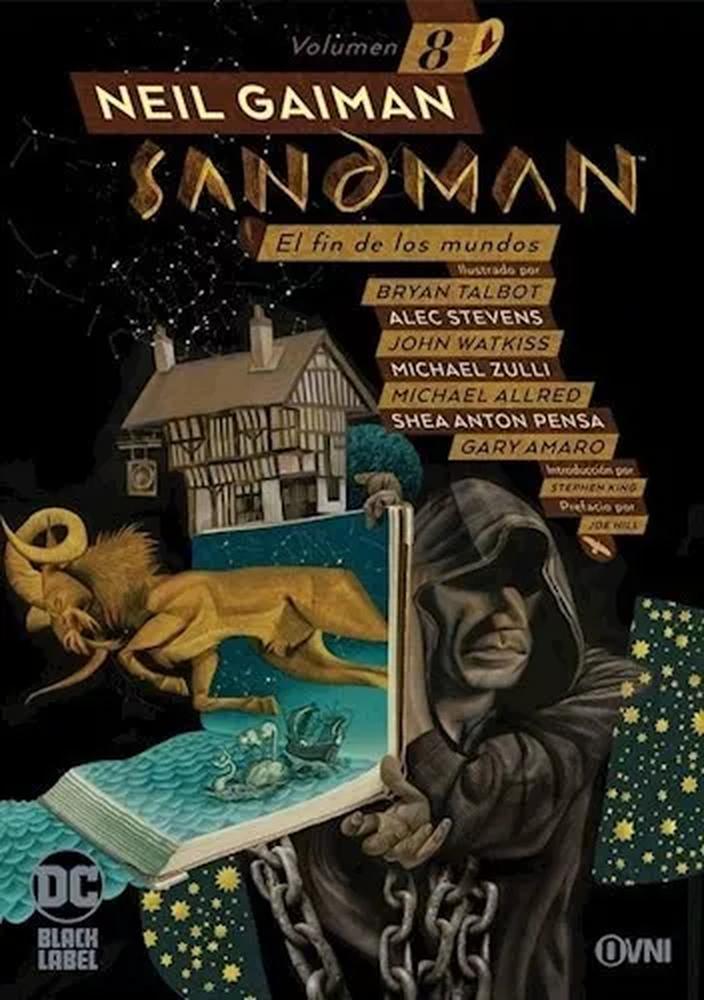 Volumen 8
NEIL GAIMAN
SANDMAN™
El fin de los mundos
Ilustrado por
BRYAN TALBOT
ALEC STEVENS
JOHN WATKISS
MICHAEL ZULLI
MICHAEL ALLRED
SHEA ANTON PENSA
GARY AMARO
Introducción por
STEPHEN KING
Prefacio por
JOE HILL
DC
BLACK
LABEL
OVNI